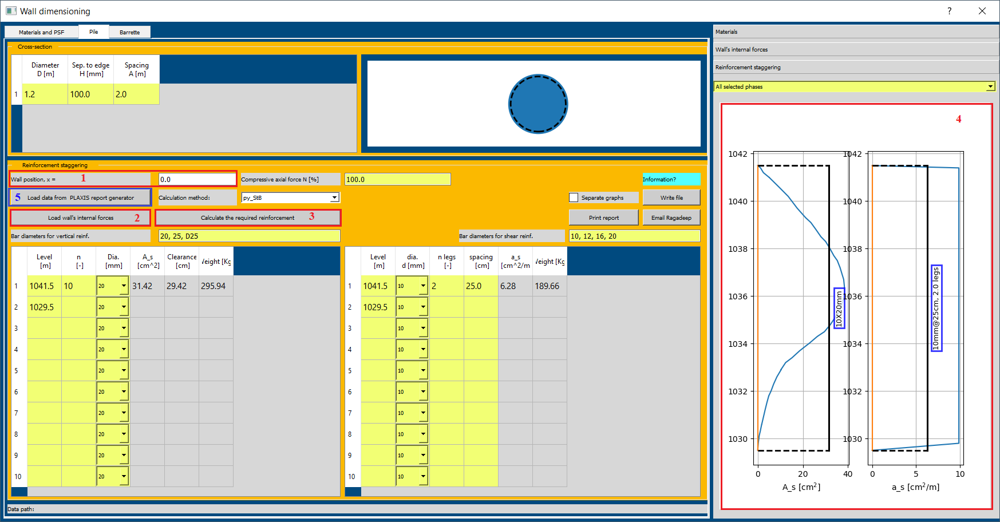 Wall dimensioning
?
Materials and PSF
Pile
Barrette
Cross-section
Diameter
D [m]
Sep. to edge
H [mm]
Spacing
A [m]
1
1.2
100.0
2.0
Reinforcement staggering
Wall position, x =
1
0.0
Compressive axial force N [%]
100.0
Information?
5
Load data from PLAXIS report generator
Calculation method:
py_StB
Separate graphs
Write file
Load wall's internal forces
2
Calculate the required reinforcement
3
Print report
Email Ragadeep
Bar diameters for vertical reinf.
20, 25, D25
Bar diameters for shear reinf.
10, 12, 16, 20
Level
[m]
n
[-]
Dia.
[mm]
A_s
[cm^2]
Clearance
[cm]
Weight [Kg
1
1041.5
10
20
31.42
29.42
295.94
2
1029.5
20
3
20
4
20
5
20
6
20
7
20
8
20
9
20
10
20
Level
[m]
dia.
d [mm]
n legs
[-]
spacing
[cm]
a_s
[cm^2/m
Weight [Kg
1
1041.5
10
2
25.0
6.28
189.66
2
1029.5
10
3
10
4
10
5
10
6
10
7
10
8
10
9
10
10
10
Data path:
Materials
Wall's internal forces
Reinforcement staggering
All selected phases
4
1042
1040
1038
1036
1034
1032
1030
0
20
40
A_s [cm²]
10X20mm
1042
1040
1038
1036
1034
1032
1030
0
5
10
a_s [cm²/m]
10mm@25cm, 2.0 legs